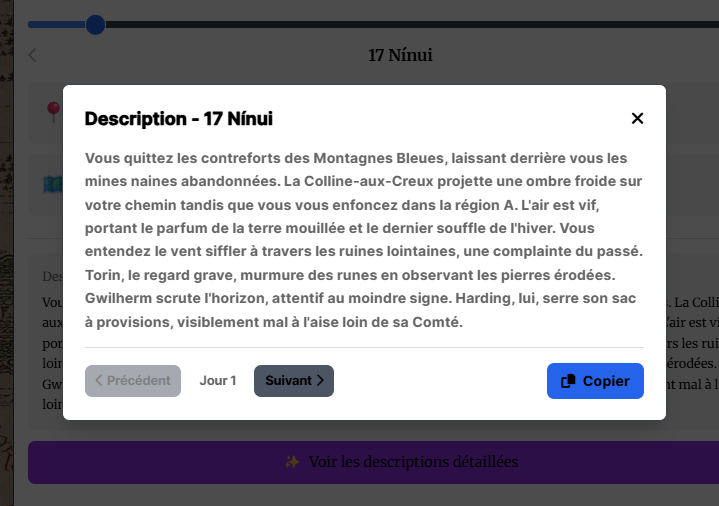 17 Nínui
Description - 17 Nínui
Vous quittez les contreforts des Montagnes Bleues, laissant derrière vous les
mines naines abandonnées. La Colline-aux-Creux projette une ombre froide sur
votre chemin tandis que vous vous enfoncez dans la région A. L'air est vif,
portant le parfum de la terre mouillée et le dernier souffle de l'hiver. Vous
entendez le vent siffler à travers les ruines lointaines, une complainte du passé.
Torin, le regard grave, murmure des runes en observant les pierres érodées.
Gwilherm scrute l'horizon, attentif au moindre signe. Harding, lui, serre son sac
à provisions, visiblement mal à l'aise loin de sa Comté.
Précédent
Jour 1
Suivant
Copier
Voir les descriptions détaillées